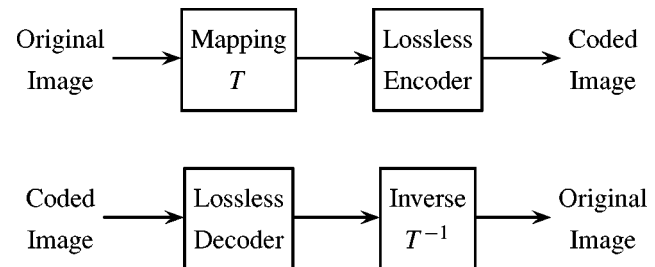 Original
Image
Mapping
T
Lossless
Encoder
Coded
Image
Coded
Image
Lossless
Decoder
Inverse
T⁻¹
Original
Image